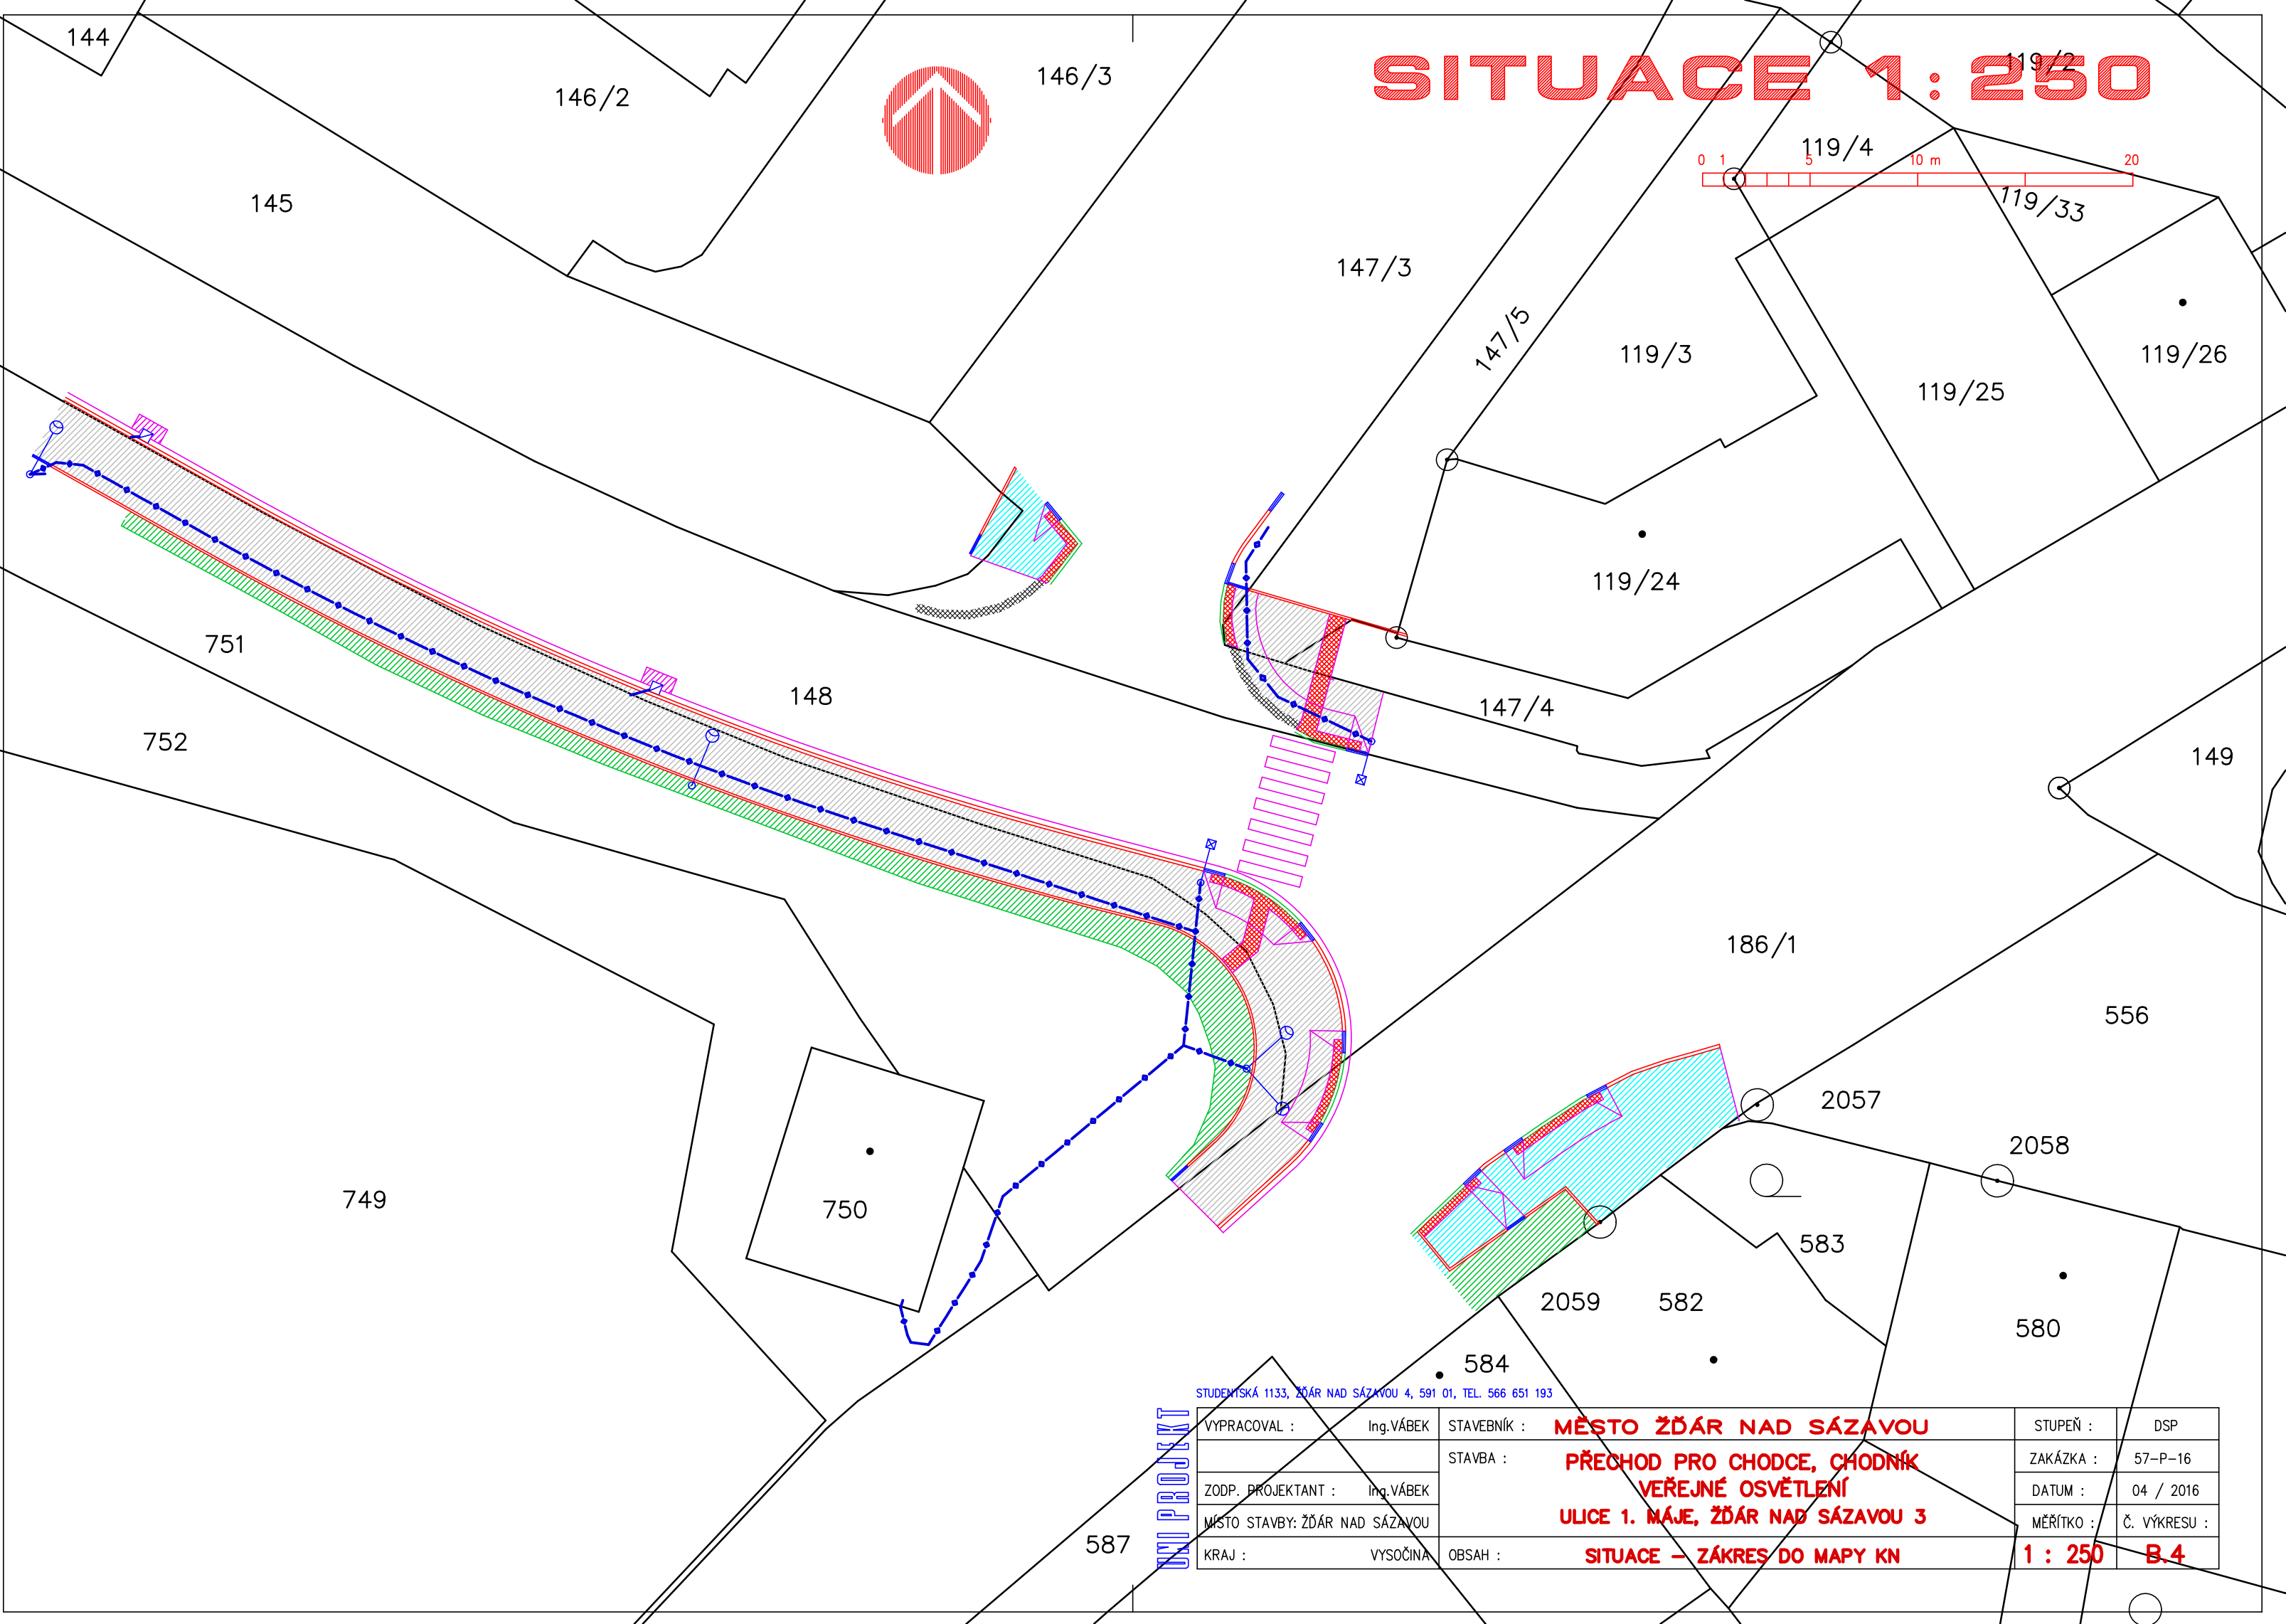 144
146/2
146/3
SITUACE 1:250
119/2
119/4
0 1 5 10 m 20
145
119/33
147/3
147/5
119/3
119/26
119/25
119/24
751
148
147/4
752
149
186/1
556
2057
2058
749
750
583
2059
582
580
584
587
STUDENTSKÁ 1133, ŽĎÁR NAD SÁZAVOU 4, 591 01, TEL. 566 651 193
UNI PROJEKT
VYPRACOVAL : Ing.VÁBEK
STAVEBNÍK : MĚSTO ŽĎÁR NAD SÁZAVOU
STUPEŇ : DSP
STAVBA : PŘECHOD PRO CHODCE, CHODNÍK
VEŘEJNÉ OSVĚTLENÍ
ULICE 1. MÁJE, ŽĎÁR NAD SÁZAVOU 3
ZAKÁZKA : 57-P-16
ZODP. PROJEKTANT : Ing.VÁBEK
DATUM : 04 / 2016
MÍSTO STAVBY: ŽĎÁR NAD SÁZAVOU
MĚŘÍTKO : Č. VÝKRESU :
KRAJ : VYSOČINA
OBSAH : SITUACE – ZÁKRES DO MAPY KN
1 : 250 B.4